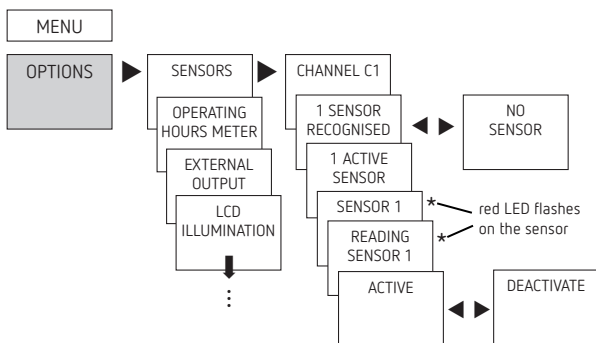 MENU
OPTIONS
SENSORS
OPERATING
HOURS METER
EXTERNAL
OUTPUT
LCD
ILLUMINATION
CHANNEL C1
1 SENSOR
RECOGNISED
NO
SENSOR
1 ACTIVE
SENSOR
SENSOR 1 *
READING
SENSOR 1 *
red LED flashes
on the sensor
ACTIVE
DEACTIVATE